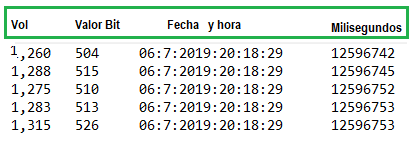 Vol Valor Bit Fecha y hora Milisegundos
1,260 504 06:7:2019:20:18:29 12596742
1,288 515 06:7:2019:20:18:29 12596745
1,275 510 06:7:2019:20:18:29 12596752
1,283 513 06:7:2019:20:18:29 12596753
1,315 526 06:7:2019:20:18:29 12596753